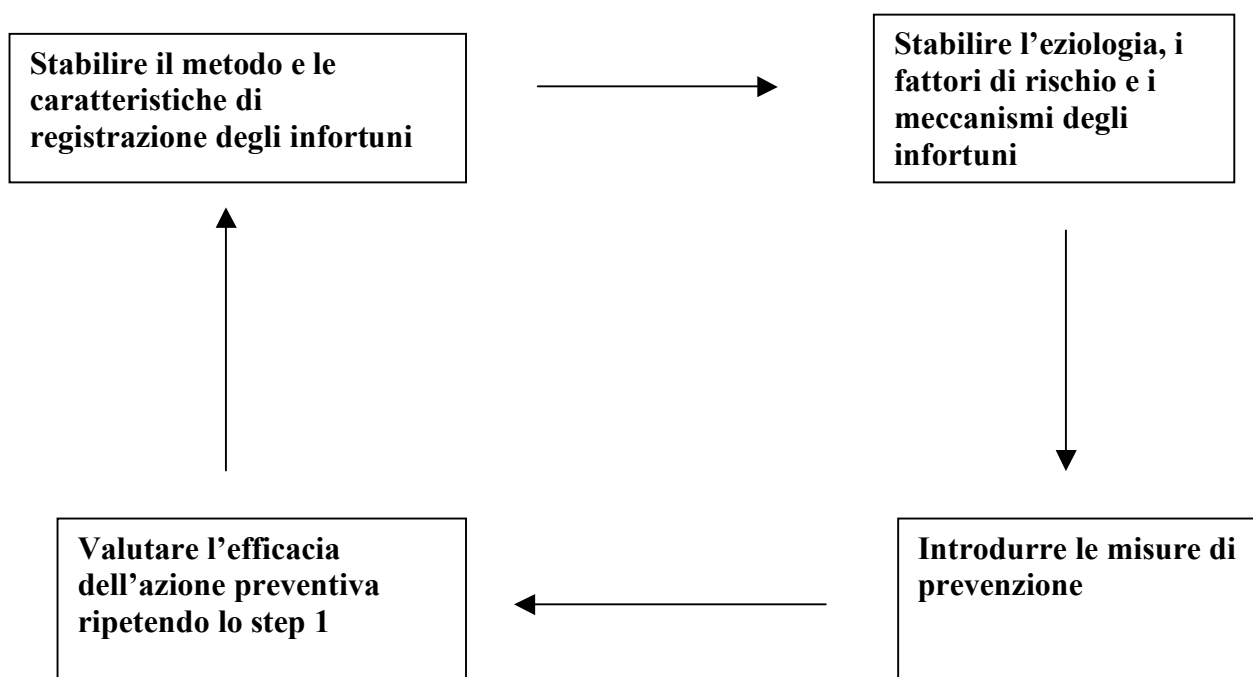 Stabilire il metodo e le
caratteristiche di
registrazione degli infortuni
Stabilire l’eziologia, i
fattori di rischio e i
meccanismi degli
infortuni
Valutare l’efficacia
dell’azione preventiva
ripetendo lo step 1
Introdurre le misure di
prevenzione